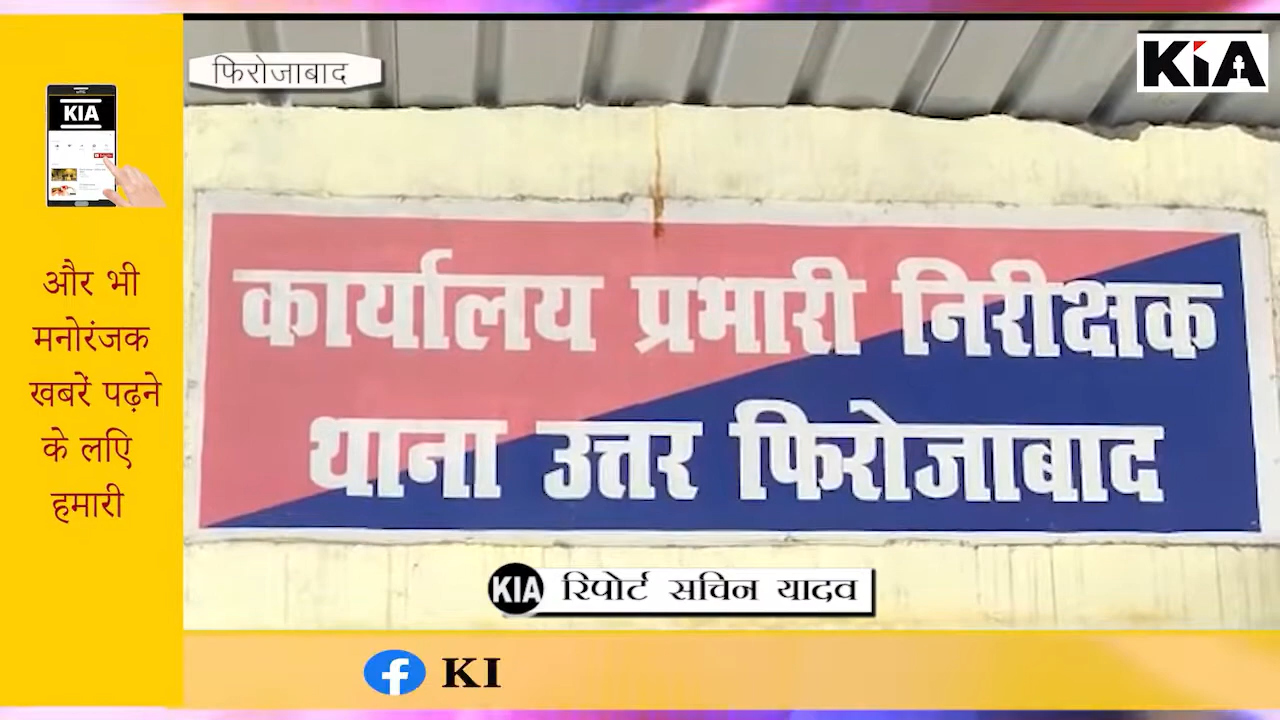 फिरोजाबाद
KIA
KIA
और भी
मनोरंजक
खबरें पढ़ने
के लिए
हमारी
कार्यालय प्रभारी निरीक्षक
थाना उत्तर फिरोजाबाद
KIA रिपोर्ट सचिन यादव
KI